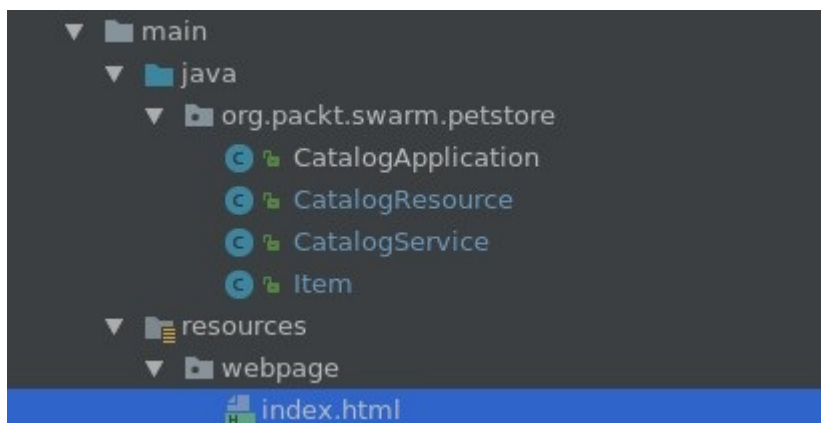 main
java
org.packt.swarm.petstore
CatalogApplication
CatalogResource
CatalogService
Item
resources
webpage
index.html